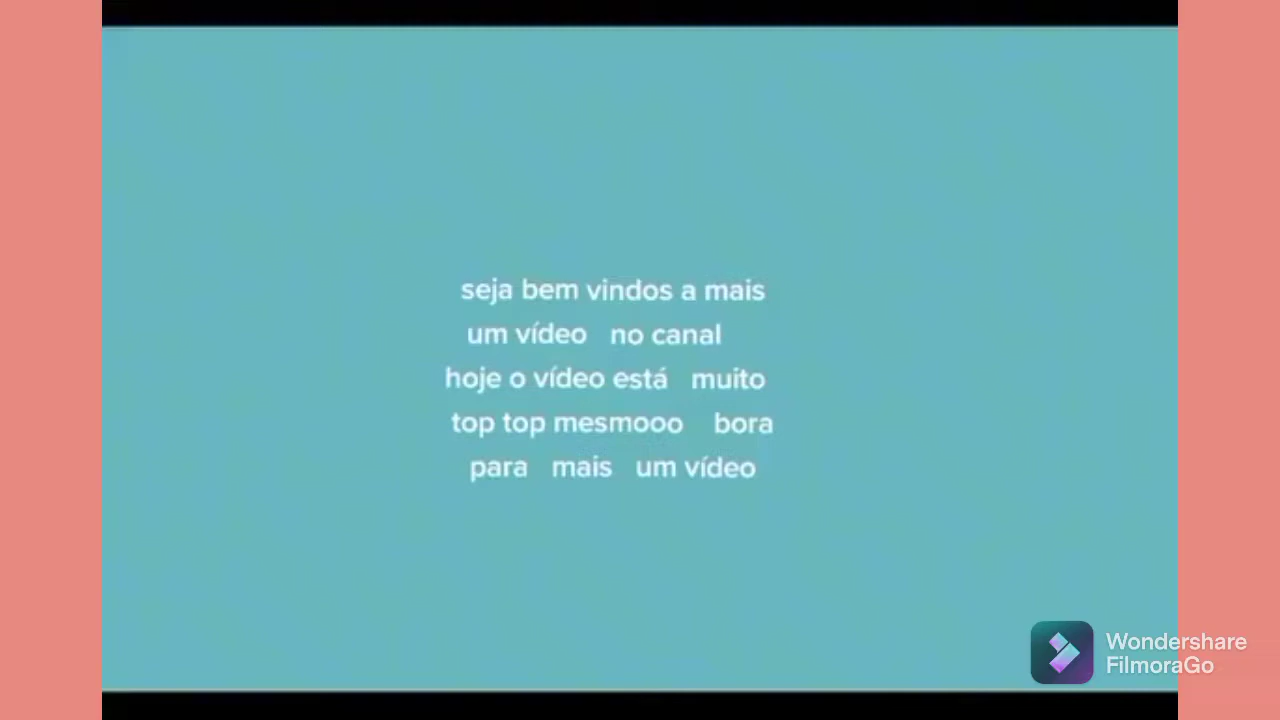 seja bem vindos a mais
um vídeo no canal
hoje o vídeo está muito
top top mesmooo bora
para mais um vídeo
Wondershare
FilmoraGo